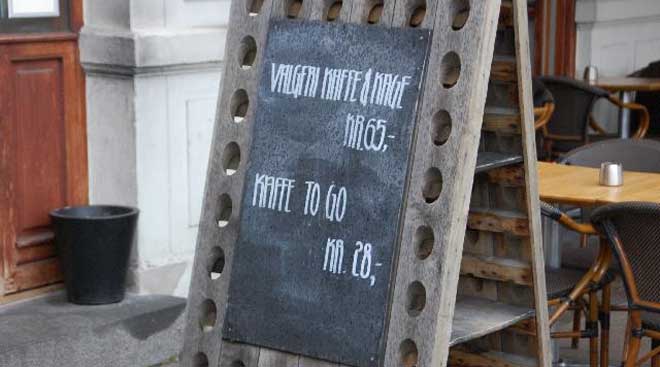 VALGFRI KAFFE & KAGE
KR.65,-
KAFFE TO GO
KR. 28,-